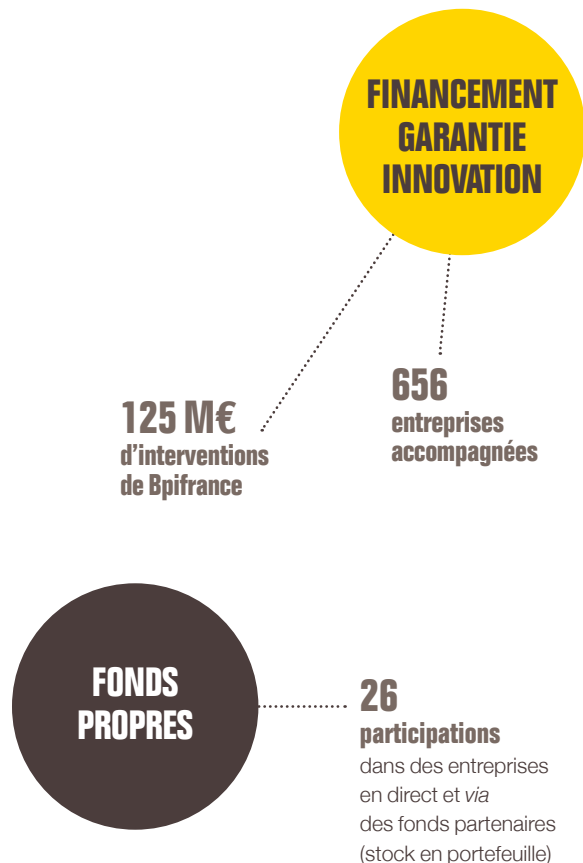 FINANCEMENT
GARANTIE
INNOVATION
125 M€
d'interventions
de Bpifrance
656
entreprises
accompagnées
FONDS
PROPRES
26
participations
dans des entreprises
en direct et via
des fonds partenaires
(stock en portefeuille)